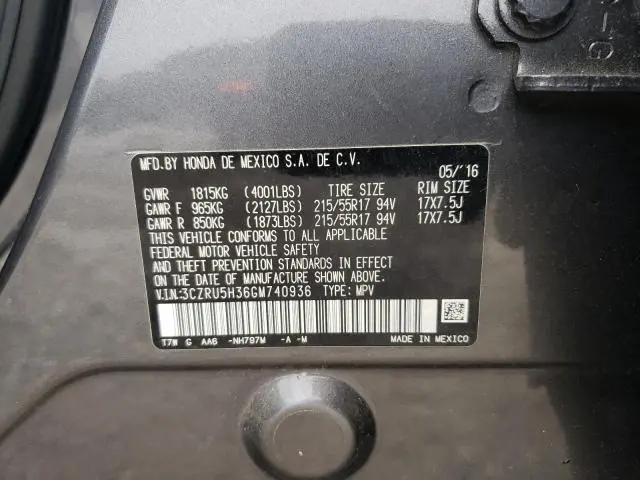 MFD.BY HONDA DE MEXICO S.A. DE C.V.
05/'16
GVWR 1815KG (4001LBS) TIRE SIZE RIM SIZE
GAWR F 965KG (2127LBS) 215/55R17 94V 17X7.5J
GAWR R 850KG (1873LBS) 215/55R17 94V 17X7.5J
THIS VEHICLE CONFORMS TO ALL APPLICABLE
FEDERAL MOTOR VEHICLE SAFETY
AND THEFT PREVENTION STANDARDS IN EFFECT
ON THE DATE OF MANUFACTURE SHOWN ABOVE.
V.I.N:3CZRU5H36GM740936 TYPE: MPV
T7W G AA6 -NH797M -A -M MADE IN MEXICO